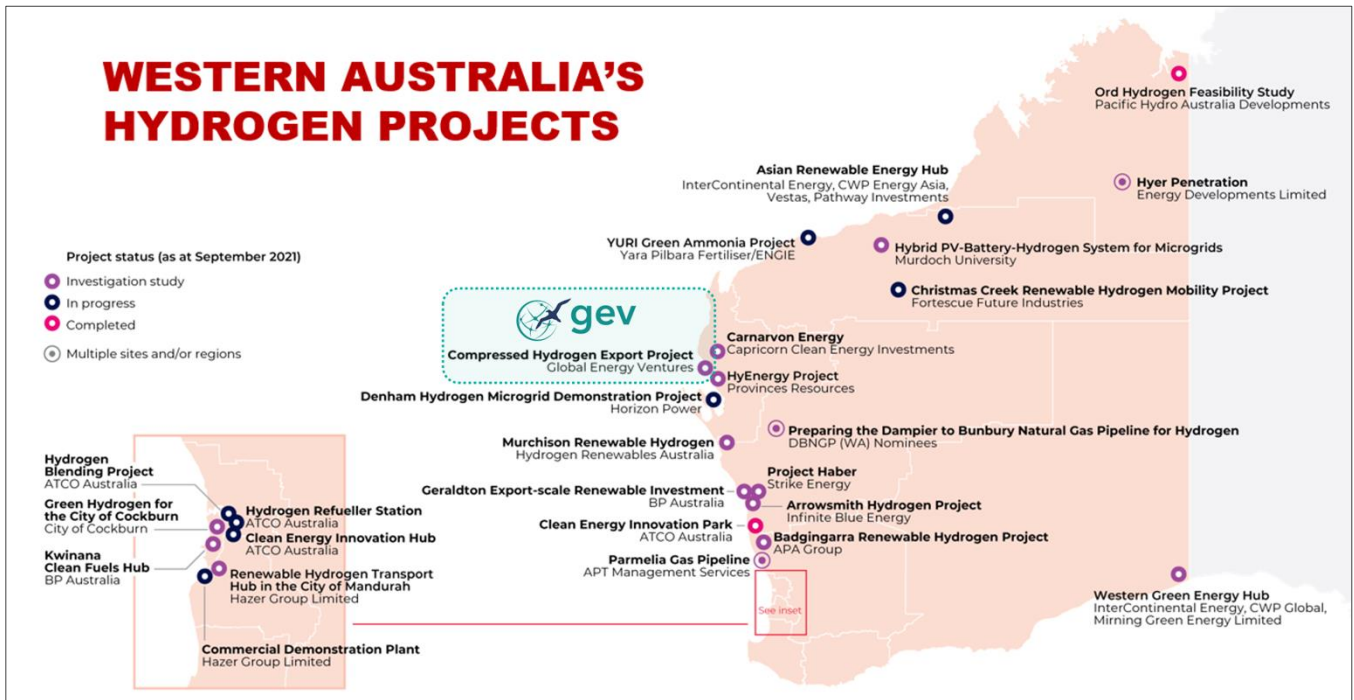 WESTERN AUSTRALIA'S
HYDROGEN PROJECTS
Project status (as at September 2021)
Investigation study
In progress
Completed
Multiple sites and/or regions
Ord Hydrogen Feasibility Study
Pacific Hydro Australia Developments
Asian Renewable Energy Hub
InterContinental Energy, CWP Energy Asia,
Vestas, Pathway Investments
Hyer Penetration
Energy Developments Limited
YURI Green Ammonia Project
Yara Pilbara Fertiliser/ENGIE
Hybrid PV-Battery-Hydrogen System for Microgrids
Murdoch University
Christmas Creek Renewable Hydrogen Mobility Project
Fortescue Future Industries
gev
Compressed Hydrogen Export Project
Global Energy Ventures
Carnarvon Energy
Capricorn Clean Energy Investments
HyEnergy Project
Provinces Resources
Denham Hydrogen Microgrid Demonstration Project
Horizon Power
Preparing the Dampier to Bunbury Natural Gas Pipeline for Hydrogen
DBNGP (WA) Nominees
Murchison Renewable Hydrogen
Hydrogen Renewables Australia
Project Haber
Strike Energy
Geraldton Export-scale Renewable Investment
BP Australia
Arrowsmith Hydrogen Project
Infinite Blue Energy
Clean Energy Innovation Park
ATCO Australia
Badgingarra Renewable Hydrogen Project
APA Group
Parmelia Gas Pipeline
APT Management Services
See inset
Western Green Energy Hub
InterContinental Energy, CWP Global,
Mirning Green Energy Limited
Hydrogen
Blending Project
ATCO Australia
Green Hydrogen for
the City of Cockburn
City of Cockburn
Kwinana
Clean Fuels Hub
BP Australia
Hydrogen Refueller Station
ATCO Australia
Clean Energy Innovation Hub
ATCO Australia
Renewable Hydrogen Transport
Hub in the City of Mandurah
Hazer Group Limited
Commercial Demonstration Plant
Hazer Group Limited